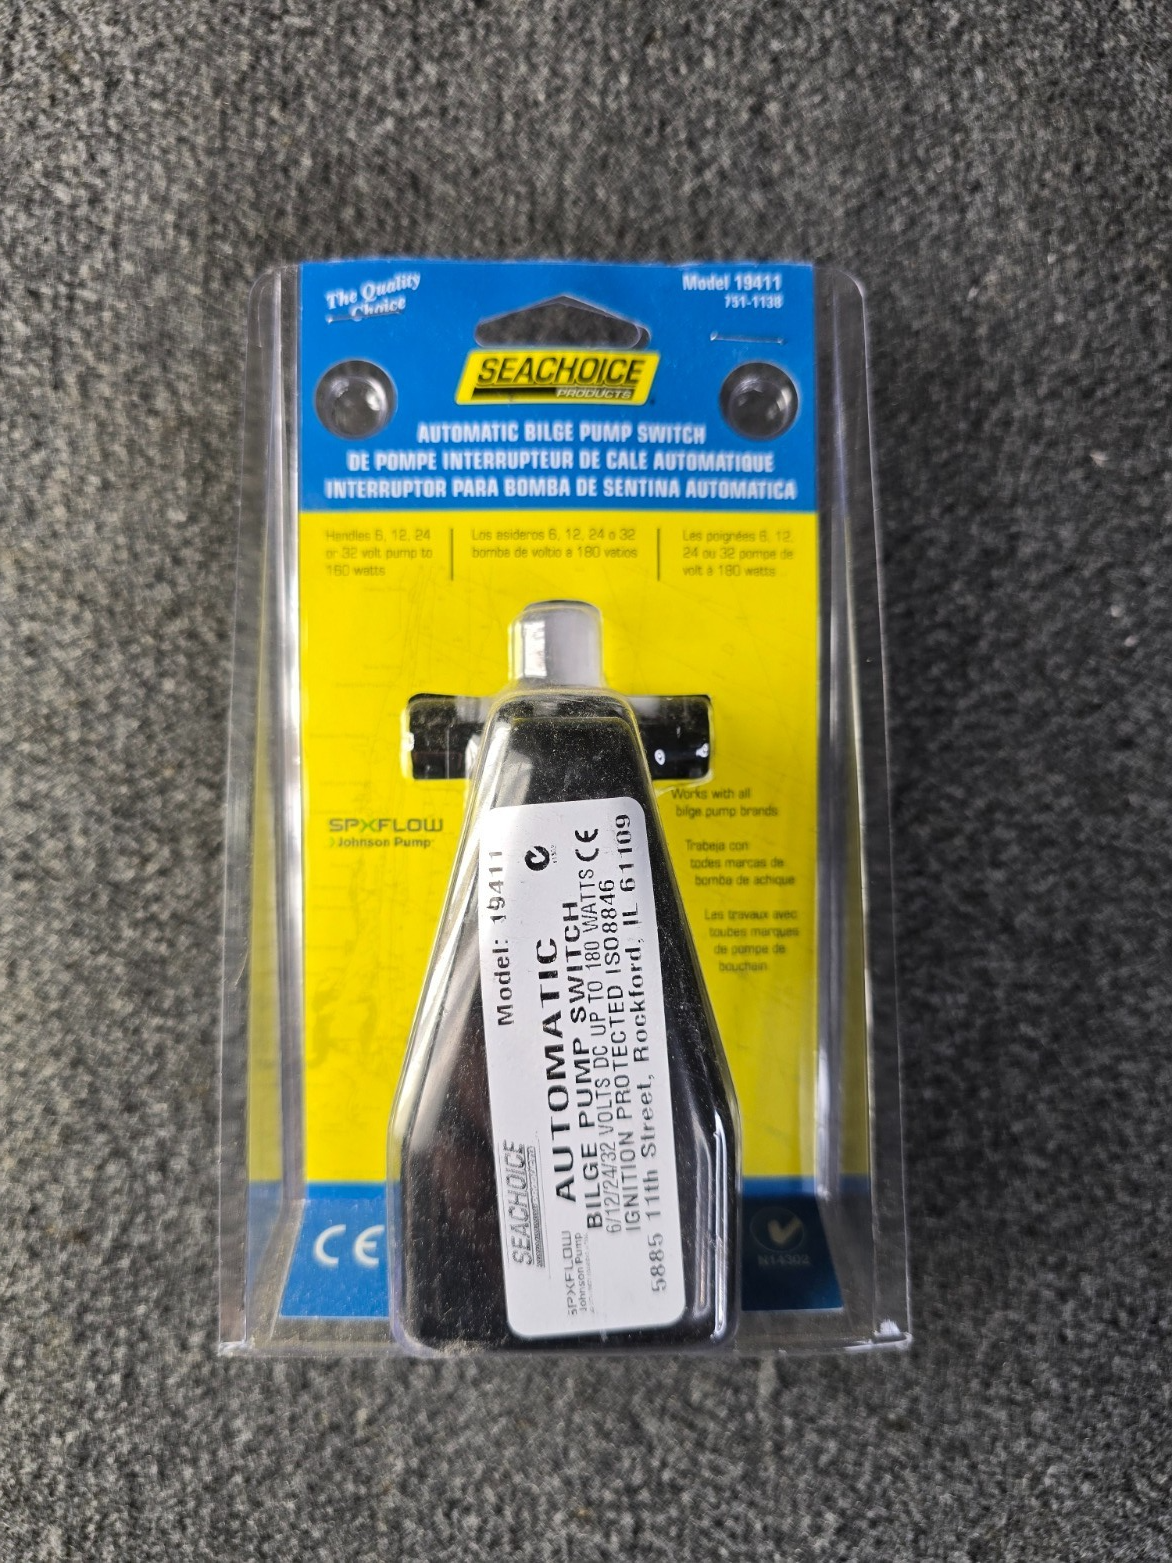 The Quality
Choice
Model 19411
751-1138
SEACHOICE
PRODUCTS
AUTOMATIC BILGE PUMP SWITCH
DE POMPE INTERRUPTEUR DE CALE AUTOMATIQUE
INTERRUPTOR PARA BOMBA DE SENTINA AUTOMATICA
Handles 6, 12, 24
or 32 volt pump to
180 watts
Los asideros 6, 12, 24 o 32
bomba de voltio a 180 vatios
Les poignées 6, 12,
24 ou 32 pompe de
volt à 180 watts
SPXFLOW
Johnson Pump
Works with all
bilge pump brands
Trabaja con
todes marcas de
bomba de achique
Les travaux avec
toubes marques
de pompe de
bouchain
Model: 19411
SEACHOICE
AUTOMATIC
BILGE PUMP SWITCH
6/12/24/32 VOLTS DC UP TO 180 WATTS CE
IGNITION PROTECTED ISO8846
5885 11th Street, Rockford, IL 61109
SPXFLOW
Johnson Pump
CE
N14302